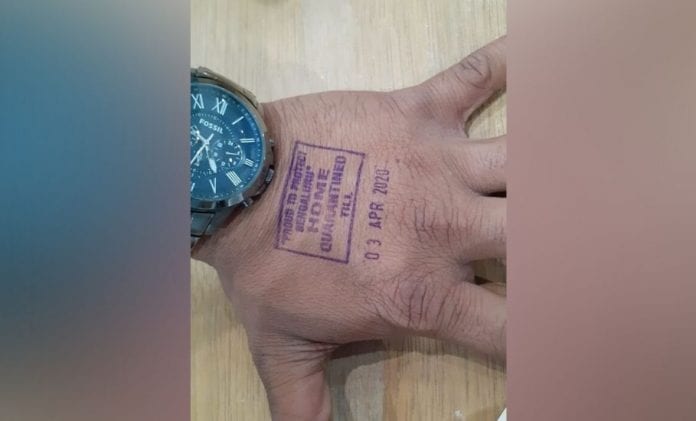 FOSSIL
"PROUD TO PROTECT
BENGALURU"
HOME
QUARANTINED
TILL
03 APR 2020